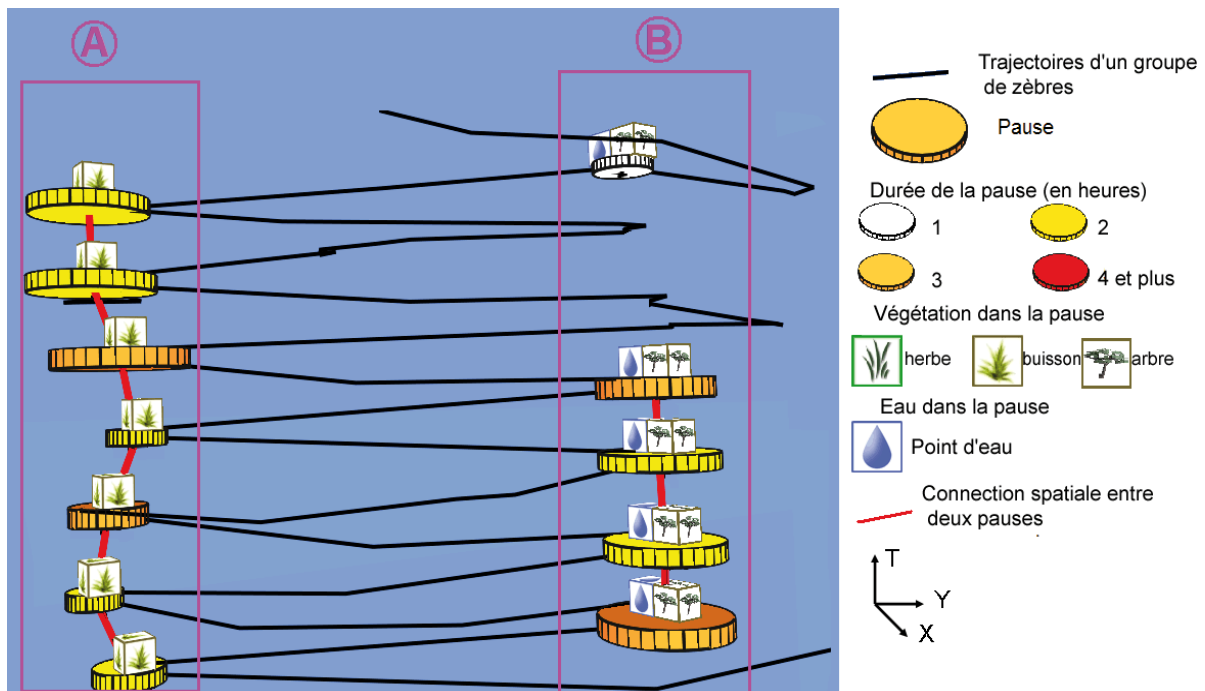 A
B
Trajectoires d'un groupe
de zèbres
Pause
Durée de la pause (en heures)
1
2
3
4 et plus
Végétation dans la pause
herbe
buisson
arbre
Eau dans la pause
Point d'eau
Connection spatiale entre
deux pauses
T
Y
X